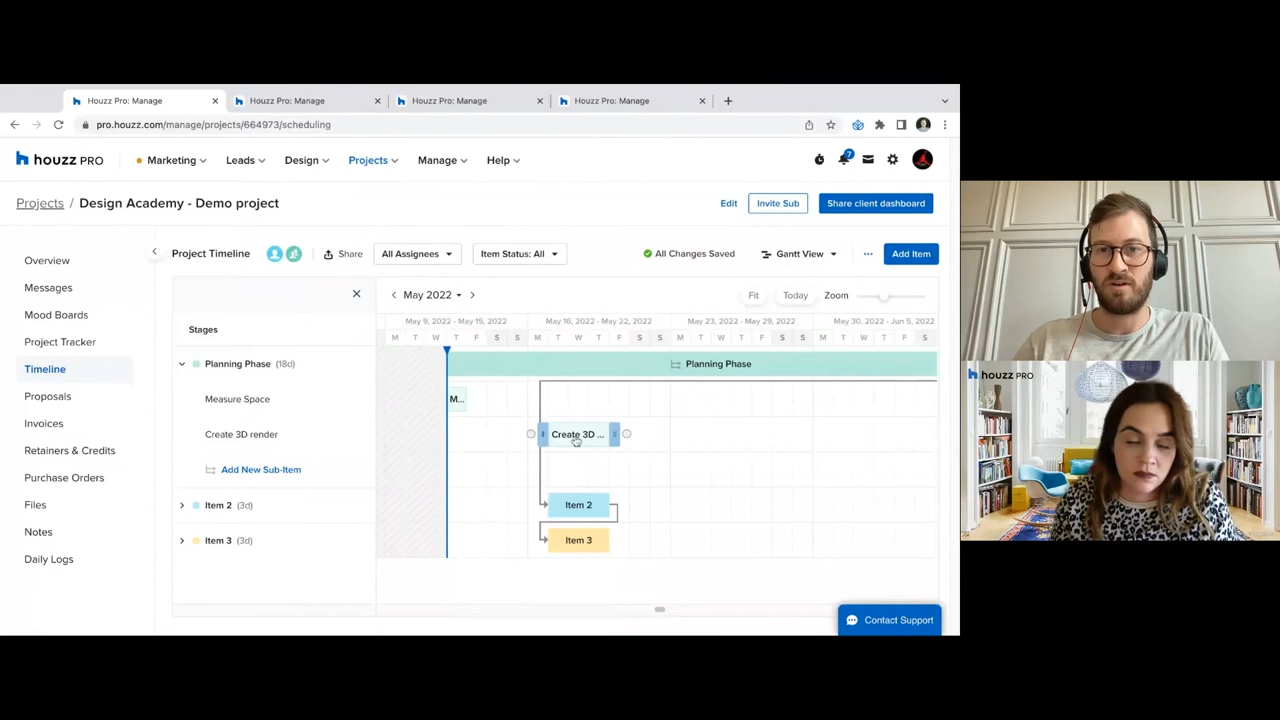 Houzz Pro: Manage
Houzz Pro: Manage
Houzz Pro: Manage
Houzz Pro: Manage
pro.houzz.com/manage/projects/664973/scheduling
houzz PRO
Marketing
Leads
Design
Projects
Manage
Help
7
Projects / Design Academy - Demo project
Edit
Invite Sub
Share client dashboard
Overview
Messages
Mood Boards
Project Tracker
Timeline
Proposals
Invoices
Retainers & Credits
Purchase Orders
Files
Notes
Daily Logs
Project Timeline
Share
All Assignees
Item Status: All
All Changes Saved
Gantt View
Add Item
May 2022
Fit
Today
Zoom
Stages
May 9, 2022 - May 15, 2022
May 16, 2022 - May 22, 2022
May 23, 2022 - May 29, 2022
May 30, 2022 - Jun 5, 2022
M T W T F S S M T W T F S S M T W T F S S M T W T F S
Planning Phase (18d)
Planning Phase
Measure Space
M...
Create 3D render
Create 3D ...
Add New Sub-Item
Item 2 (3d)
Item 2
Item 3 (3d)
Item 3
Contact Support
houzz PRO